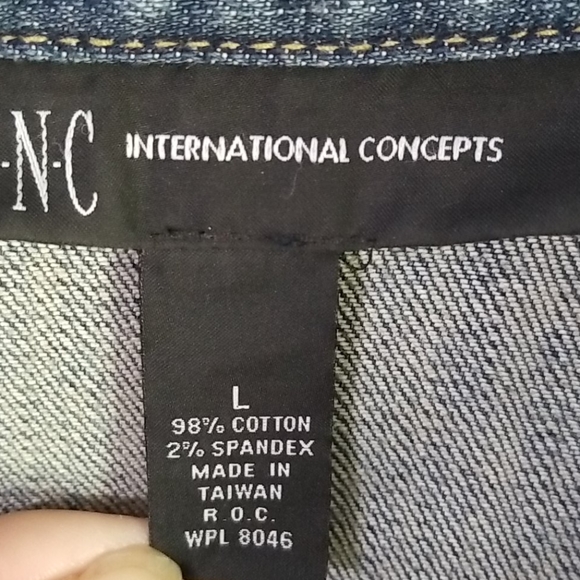 -N-C INTERNATIONAL CONCEPTS
L
98% COTTON
2% SPANDEX
MADE IN
TAIWAN
R.O.C.
WPL 8046